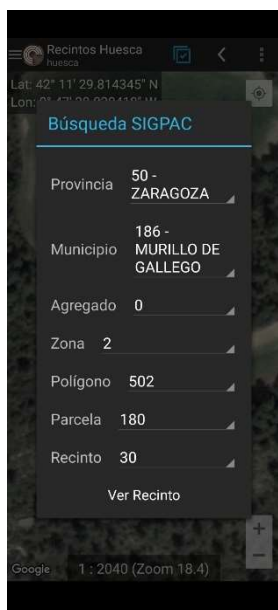 Recintos Huesca
huesca
Lat: 42° 11' 29.814345" N
Lon:
Búsqueda SIGPAC
Provincia 50 -
ZARAGOZA
Municipio 186 -
MURILLO DE
GALLEGO
Agregado 0
Zona 2
Polígono 502
Parcela 180
Recinto 30
Ver Recinto
+
−
Google 1 : 2040 (Zoom 18.4)